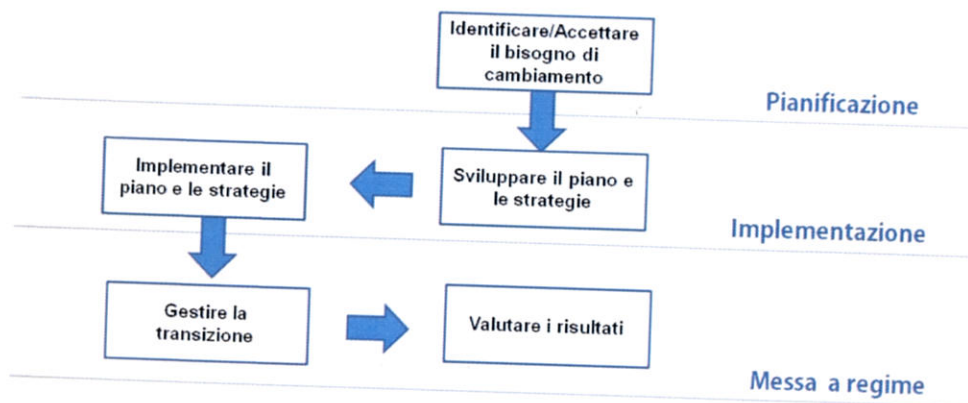 Identificare/Accettare
il bisogno di
cambiamento
Pianificazione
Implementare il
piano e le strategie
Sviluppare il piano e
le strategie
Implementazione
Gestire la
transizione
Valutare i risultati
Messa a regime